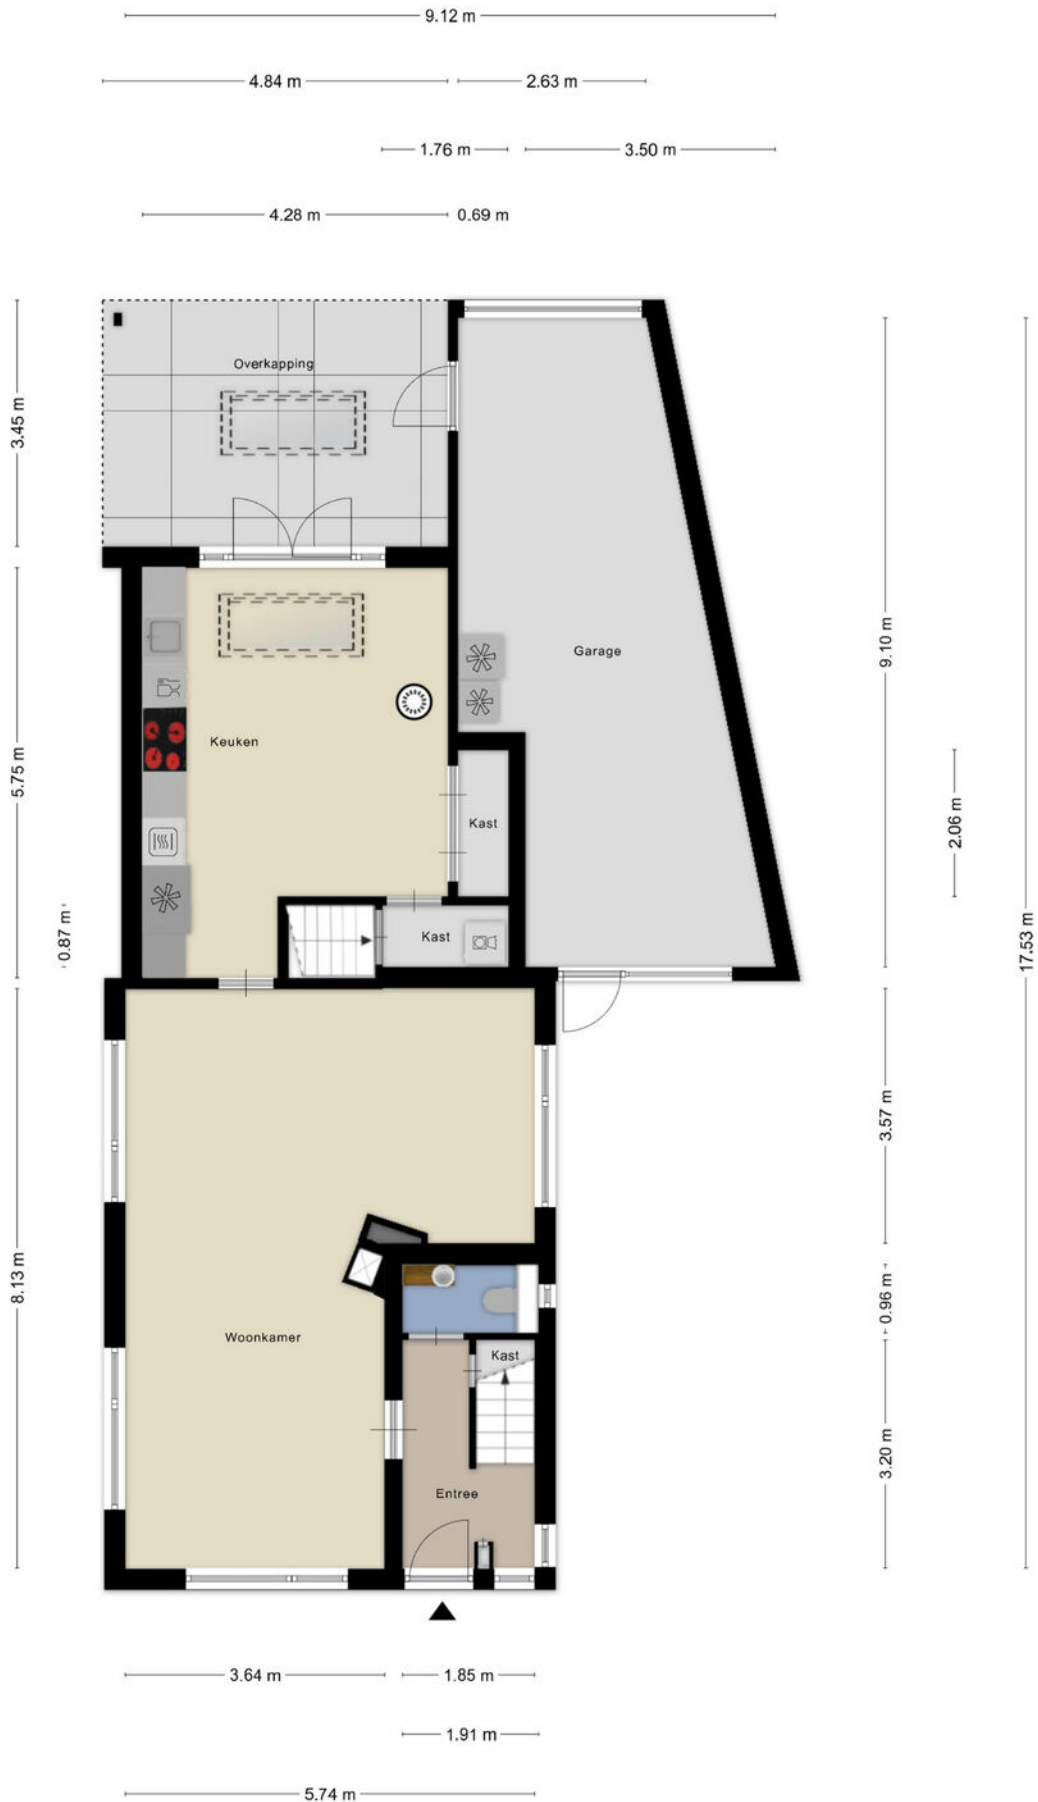 9.12 m
4.84 m
2.63 m
1.76 m
3.50 m
4.28 m
0.69 m
Overkapping
3.45 m
Garage
9.10 m
Keuken
5.75 m
Kast
2.06 m
Kast
0.87 m
17.53 m
3.57 m
8.13 m
0.96 m
Woonkamer
Kast
3.20 m
Entree
3.64 m
1.85 m
1.91 m
5.74 m